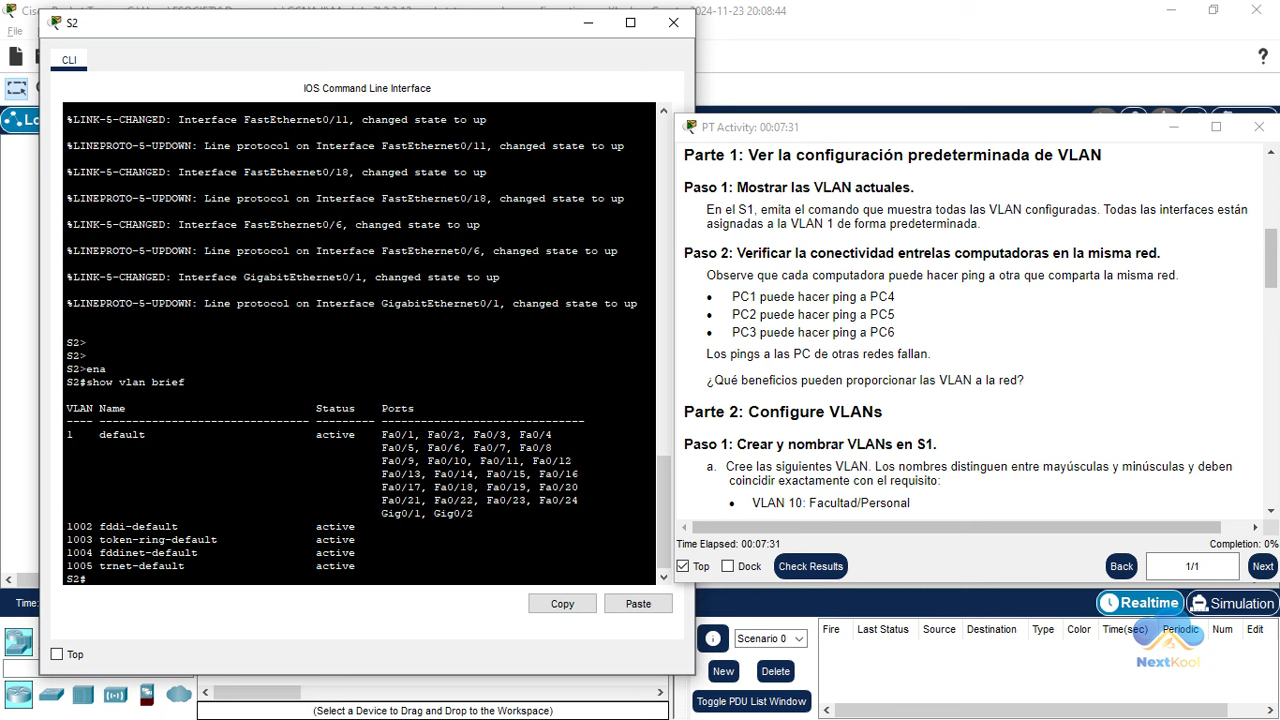 2024-11-23 20:08:44
File
S2
CLI
IOS Command Line Interface
%LINK-5-CHANGED: Interface FastEthernet0/11, changed state to up
%LINEPROTO-5-UPDOWN: Line protocol on Interface FastEthernet0/11, changed state to up
%LINK-5-CHANGED: Interface FastEthernet0/18, changed state to up
%LINEPROTO-5-UPDOWN: Line protocol on Interface FastEthernet0/18, changed state to up
%LINK-5-CHANGED: Interface FastEthernet0/6, changed state to up
%LINEPROTO-5-UPDOWN: Line protocol on Interface FastEthernet0/6, changed state to up
%LINK-5-CHANGED: Interface GigabitEthernet0/1, changed state to up
%LINEPROTO-5-UPDOWN: Line protocol on Interface GigabitEthernet0/1, changed state to up
S2>
S2>
S2>ena
S2#show vlan brief
VLAN Name Status Ports
---- -------------------------------- --------- -------------------------------
1 default active Fa0/1, Fa0/2, Fa0/3, Fa0/4
Fa0/5, Fa0/6, Fa0/7, Fa0/8
Fa0/9, Fa0/10, Fa0/11, Fa0/12
Fa0/13, Fa0/14, Fa0/15, Fa0/16
Fa0/17, Fa0/18, Fa0/19, Fa0/20
Fa0/21, Fa0/22, Fa0/23, Fa0/24
Gig0/1, Gig0/2
1002 fddi-default active
1003 token-ring-default active
1004 fddinet-default active
1005 trnet-default active
S2#
Copy Paste
Top
PT Activity: 00:07:31
Parte 1: Ver la configuración predeterminada de VLAN
Paso 1: Mostrar las VLAN actuales.
En el S1, emita el comando que muestra todas las VLAN configuradas. Todas las interfaces están
asignadas a la VLAN 1 de forma predeterminada.
Paso 2: Verificar la conectividad entrelas computadoras en la misma red.
Observe que cada computadora puede hacer ping a otra que comparta la misma red.
• PC1 puede hacer ping a PC4
• PC2 puede hacer ping a PC5
• PC3 puede hacer ping a PC6
Los pings a las PC de otras redes fallan.
¿Qué beneficios pueden proporcionar las VLAN a la red?
Parte 2: Configure VLANs
Paso 1: Crear y nombrar VLANs en S1.
a. Cree las siguientes VLAN. Los nombres distinguen entre mayúsculas y minúsculas y deben
coincidir exactamente con el requisito:
• VLAN 10: Facultad/Personal
Time Elapsed: 00:07:31 Completion: 0%
Top Dock Check Results Back 1/1 Next
Time:
Realtime Simulation
Scenario 0
New Delete
Toggle PDU List Window
Fire Last Status Source Destination Type Color Time(sec) Periodic Num Edit
NextKool
(Select a Device to Drag and Drop to the Workspace)